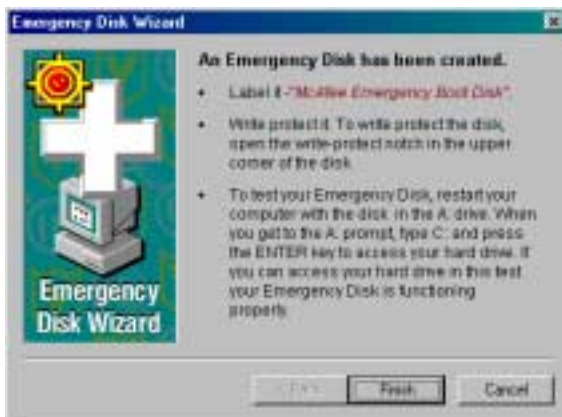 Emergency Disk Wizard
An Emergency Disk has been created.
• Label it -"McAfee Emergency Boot Disk".
• Write protect it. To write protect the disk,
open the write-protect notch in the upper
corner of the disk.
• To test your Emergency Disk, restart your
computer with the disk in the A: drive. When
you get to the A: prompt, type C: and press
the ENTER key to access your hard drive. If
you can access your hard drive in this test
your Emergency Disk is functioning
properly.
Emergency
Disk Wizard
Finish
Cancel